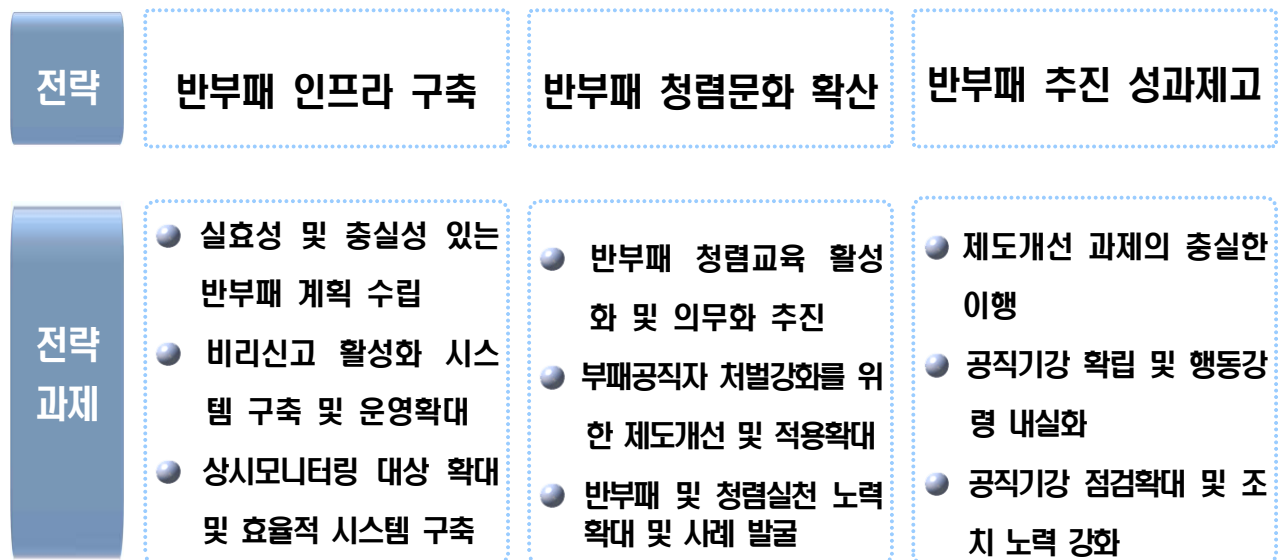 전략
반부패 인프라 구축
반부패 청렴문화 확산
반부패 추진 성과제고
전략
과제
실효성 및 충실성 있는
반부패 계획 수립
비리신고 활성화 시스
템 구축 및 운영확대
상시모니터링 대상 확대
및 효율적 시스템 구축
반부패 청렴교육 활성
화 및 의무화 추진
부패공직자 처벌강화를 위
한 제도개선 및 적용확대
반부패 및 청렴실천 노력
확대 및 사례 발굴
제도개선 과제의 충실한
이행
공직기강 확립 및 행동강
령 내실화
공직기강 점검확대 및 조
치 노력 강화